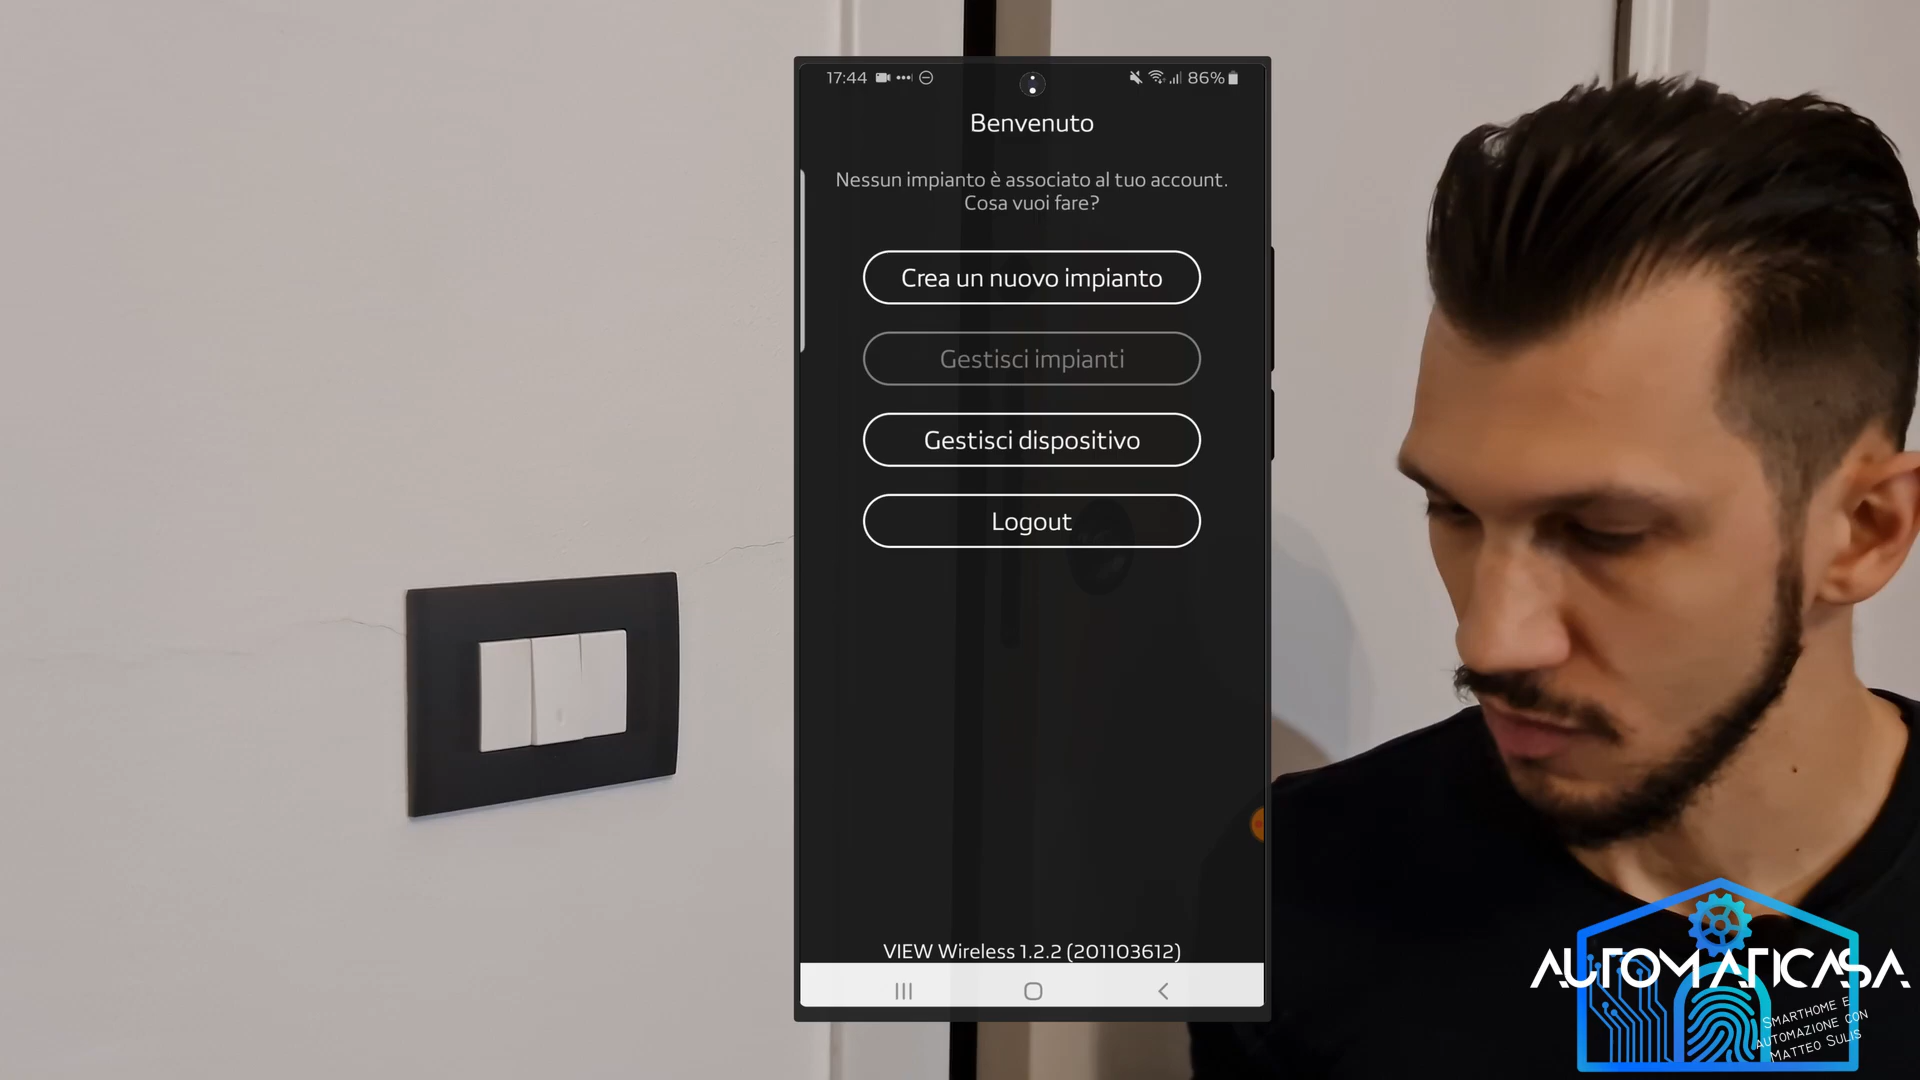 17:44
86%
Benvenuto
Nessun impianto è associato al tuo account.
Cosa vuoi fare?
Crea un nuovo impianto
Gestisci impianti
Gestisci dispositivo
Logout
VIEW Wireless 1.2.2 (201103612)
AUTOMATICASA
SMARTHOME E
AUTOMAZIONE CON
MATTEO SULIS